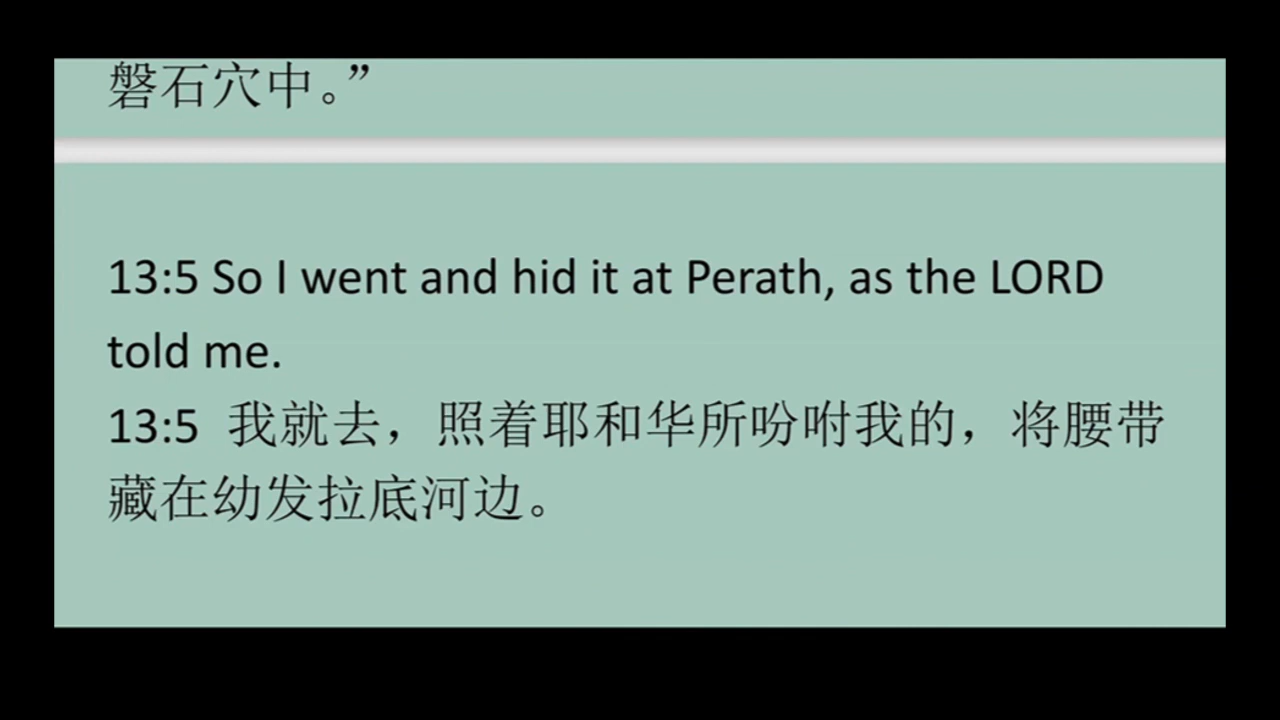 磐石穴中。”
13:5 So I went and hid it at Perath, as the LORD
told me.
13:5 我就去，照着耶和华所吩咐我的，将腰带
藏在幼发拉底河边。